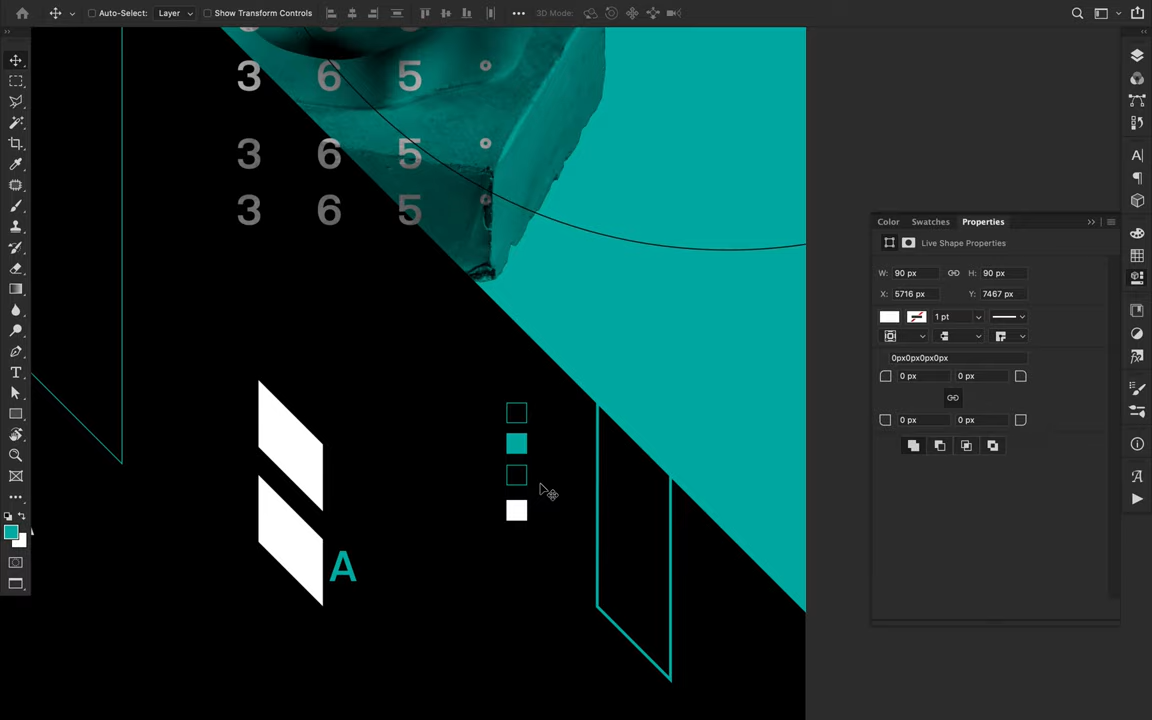 Auto-Select: Layer Show Transform Controls 3D Mode:
3 6 5 °
3 6 5 °
3 6 5 °
A
Color Swatches Properties
Live Shape Properties
W: 90 px H: 90 px
X: 5716 px Y: 7467 px
1 pt
0px0px0px0px
0 px 0 px
0 px 0 px